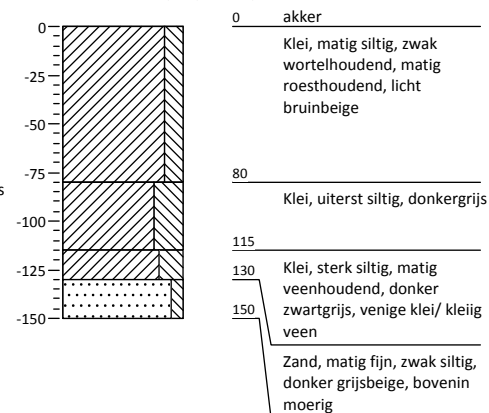 0
-25
-50
-75
s
-100
-125
-150
0 akker
Klei, matig siltig, zwak
wortelhoudend, matig
roesthoudend, licht
bruinbeige
80
Klei, uiterst siltig, donkergrijs
115
130 Klei, sterk siltig, matig
veenhoudend, donker
150 zwartgrijs, venige klei/ kleiig
veen
Zand, matig fijn, zwak siltig,
donker grijsbeige, bovenin
moerig